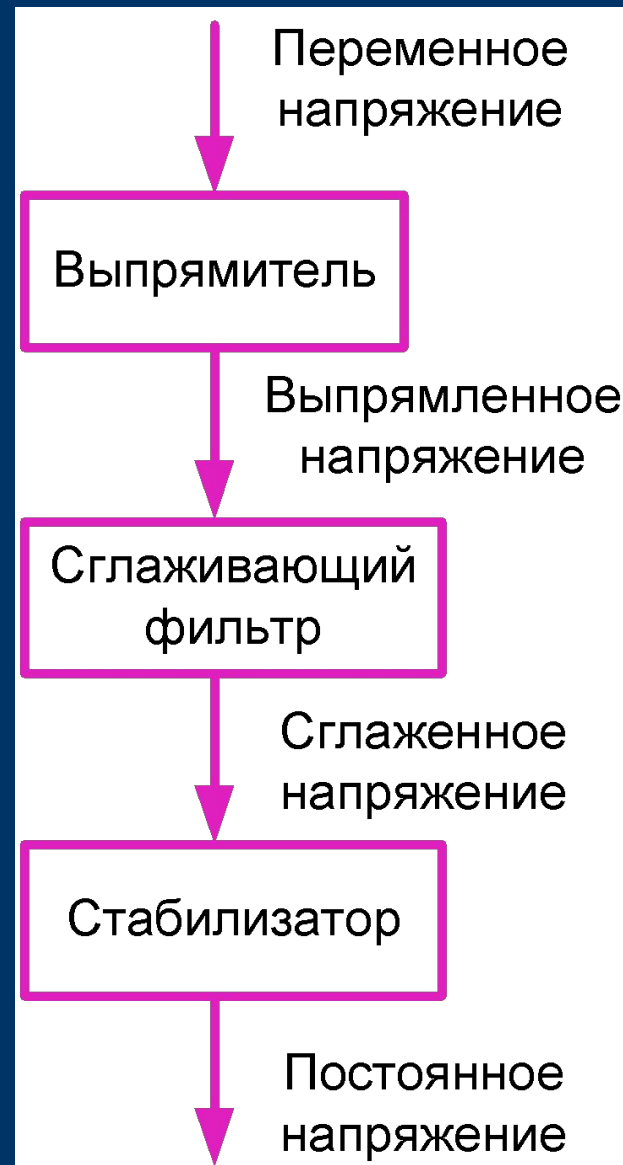 Переменное
напряжение
Выпрямитель
Выпрямленное
напряжение
Сглаживающий
фильтр
Сглаженное
напряжение
Стабилизатор
Постоянное
напряжение